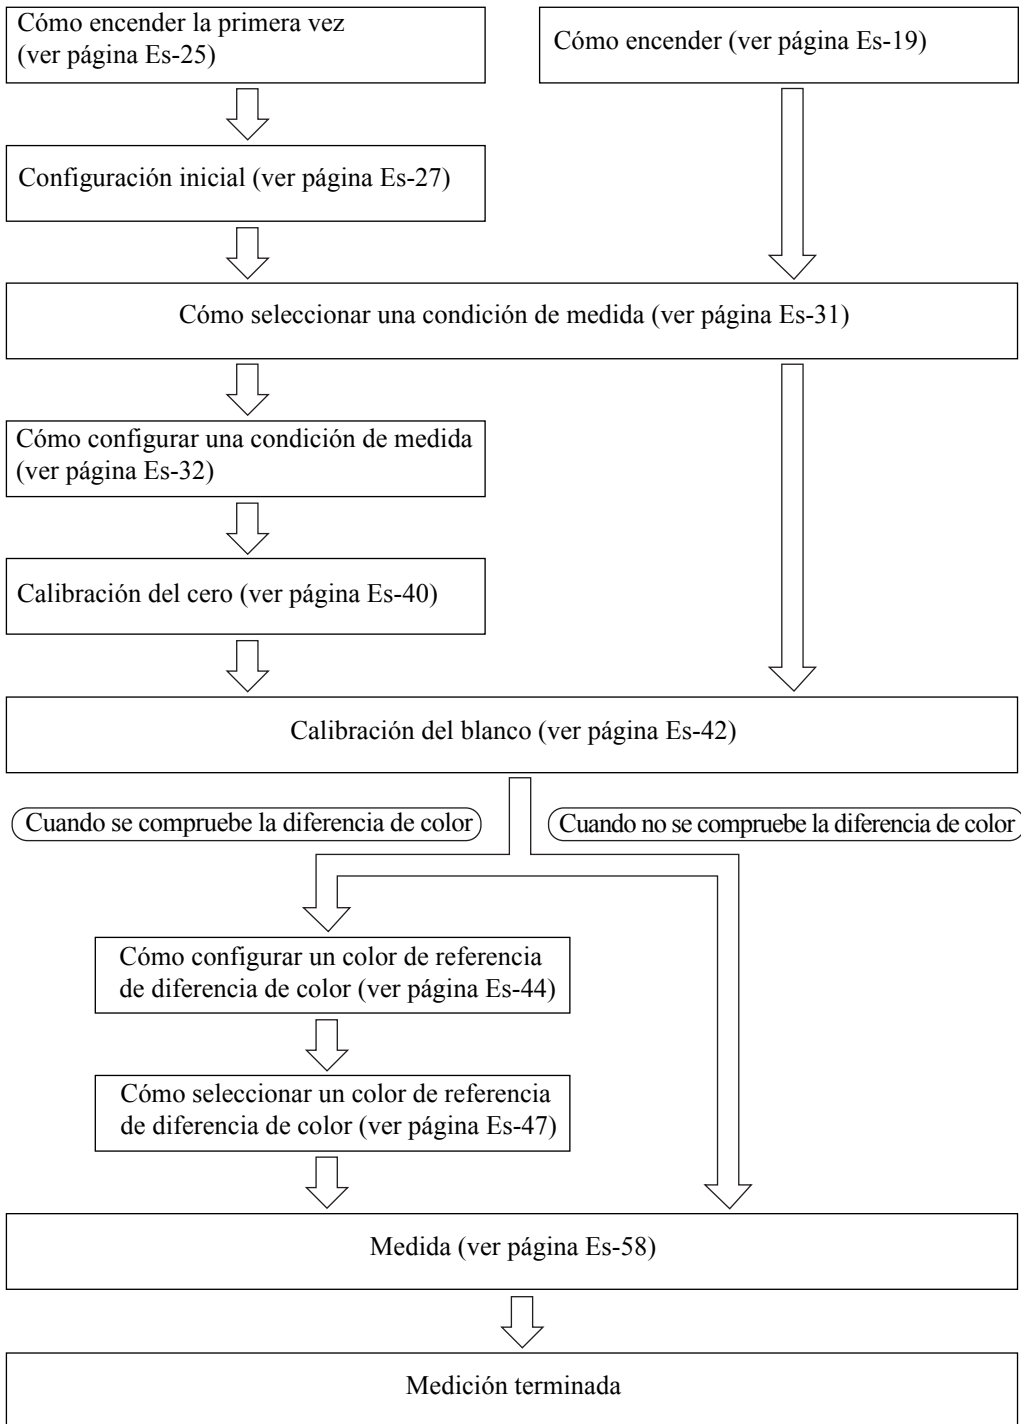 Cómo encender la primera vez
(ver página Es-25)
Cómo encender (ver página Es-19)
Configuración inicial (ver página Es-27)
Cómo seleccionar una condición de medida (ver página Es-31)
Cómo configurar una condición de medida
(ver página Es-32)
Calibración del cero (ver página Es-40)
Calibración del blanco (ver página Es-42)
Cuando se compruebe la diferencia de color
Cuando no se compruebe la diferencia de color
Cómo configurar un color de referencia
de diferencia de color (ver página Es-44)
Cómo seleccionar un color de referencia
de diferencia de color (ver página Es-47)
Medida (ver página Es-58)
Medición terminada